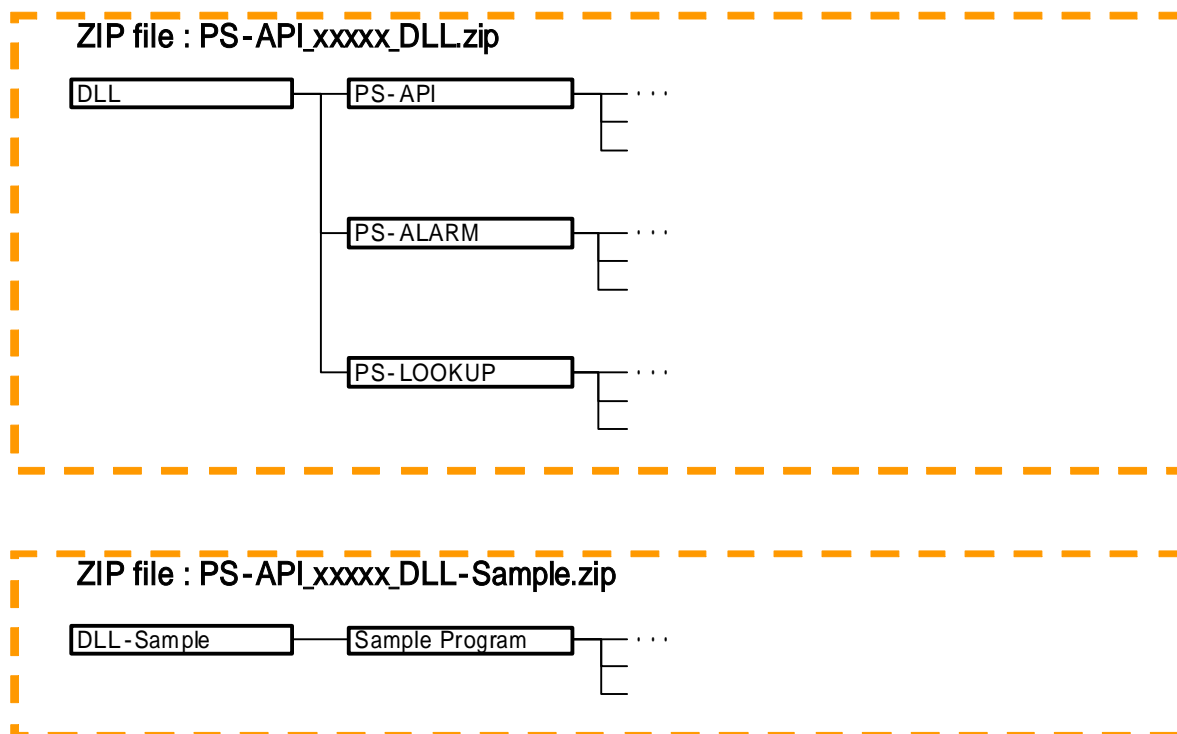 ZIP file : PS-API_xxxxx_DLL.zip
DLL
PS-API
· · ·
PS-ALARM
· · ·
PS-LOOKUP
· · ·
ZIP file : PS-API_xxxxx_DLL-Sample.zip
DLL-Sample
Sample Program
· · ·